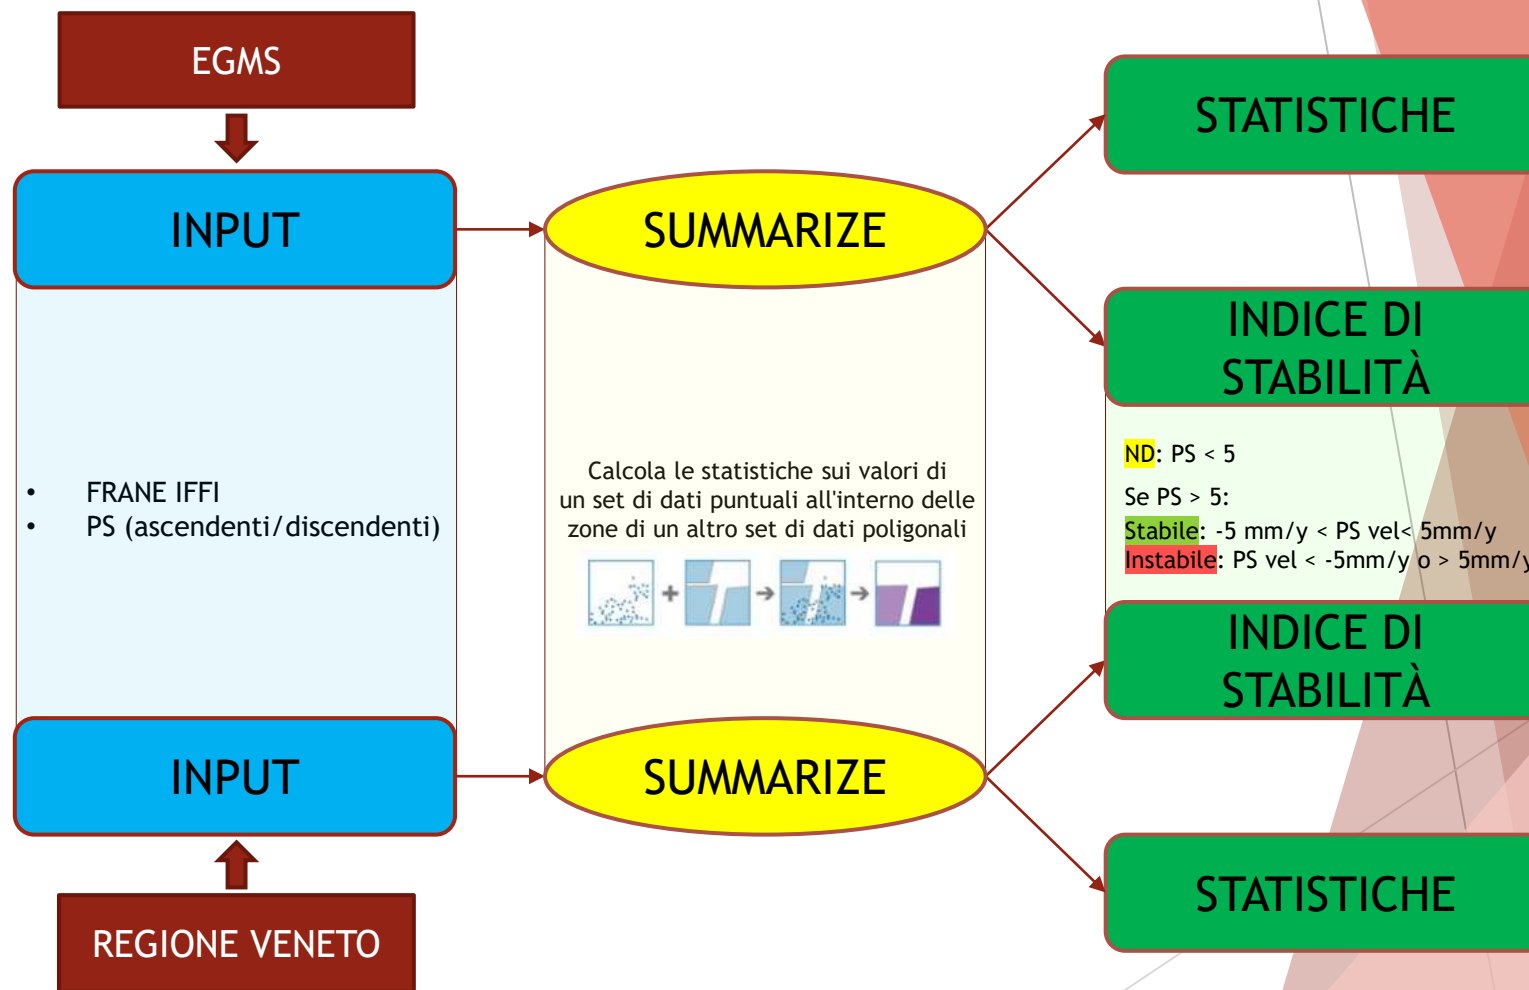 EGMS
INPUT
• FRANE IFFI
• PS (ascendenti/discendenti)
INPUT
REGIONE VENETO
SUMMARIZE
Calcola le statistiche sui valori di
un set di dati puntuali all'interno delle
zone di un altro set di dati poligonali
SUMMARIZE
STATISTICHE
INDICE DI
STABILITÀ
ND: PS < 5
Se PS > 5:
Stabile: -5 mm/y < PS vel< 5mm/y
Instabile: PS vel < -5mm/y o > 5mm/y
INDICE DI
STABILITÀ
STATISTICHE